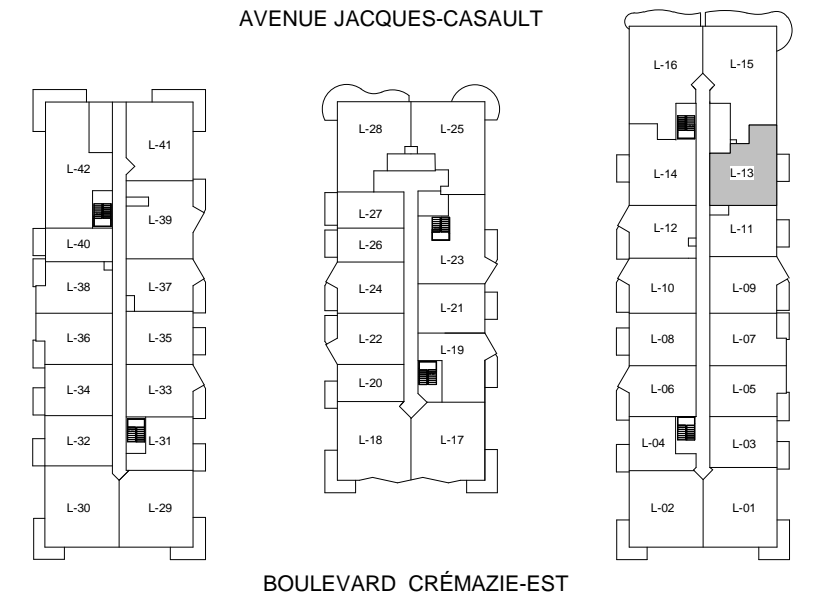 AVENUE JACQUES-CASAULT
L-16
L-15
L-14
L-13
L-12
L-11
L-10
L-09
L-08
L-07
L-06
L-05
L-04
L-03
L-02
L-01
L-28
L-25
L-27
L-26
L-23
L-24
L-21
L-22
L-19
L-20
L-18
L-17
L-42
L-41
L-39
L-40
L-38
L-37
L-36
L-35
L-34
L-33
L-32
L-31
L-30
L-29
BOULEVARD CRÉMAZIE-EST